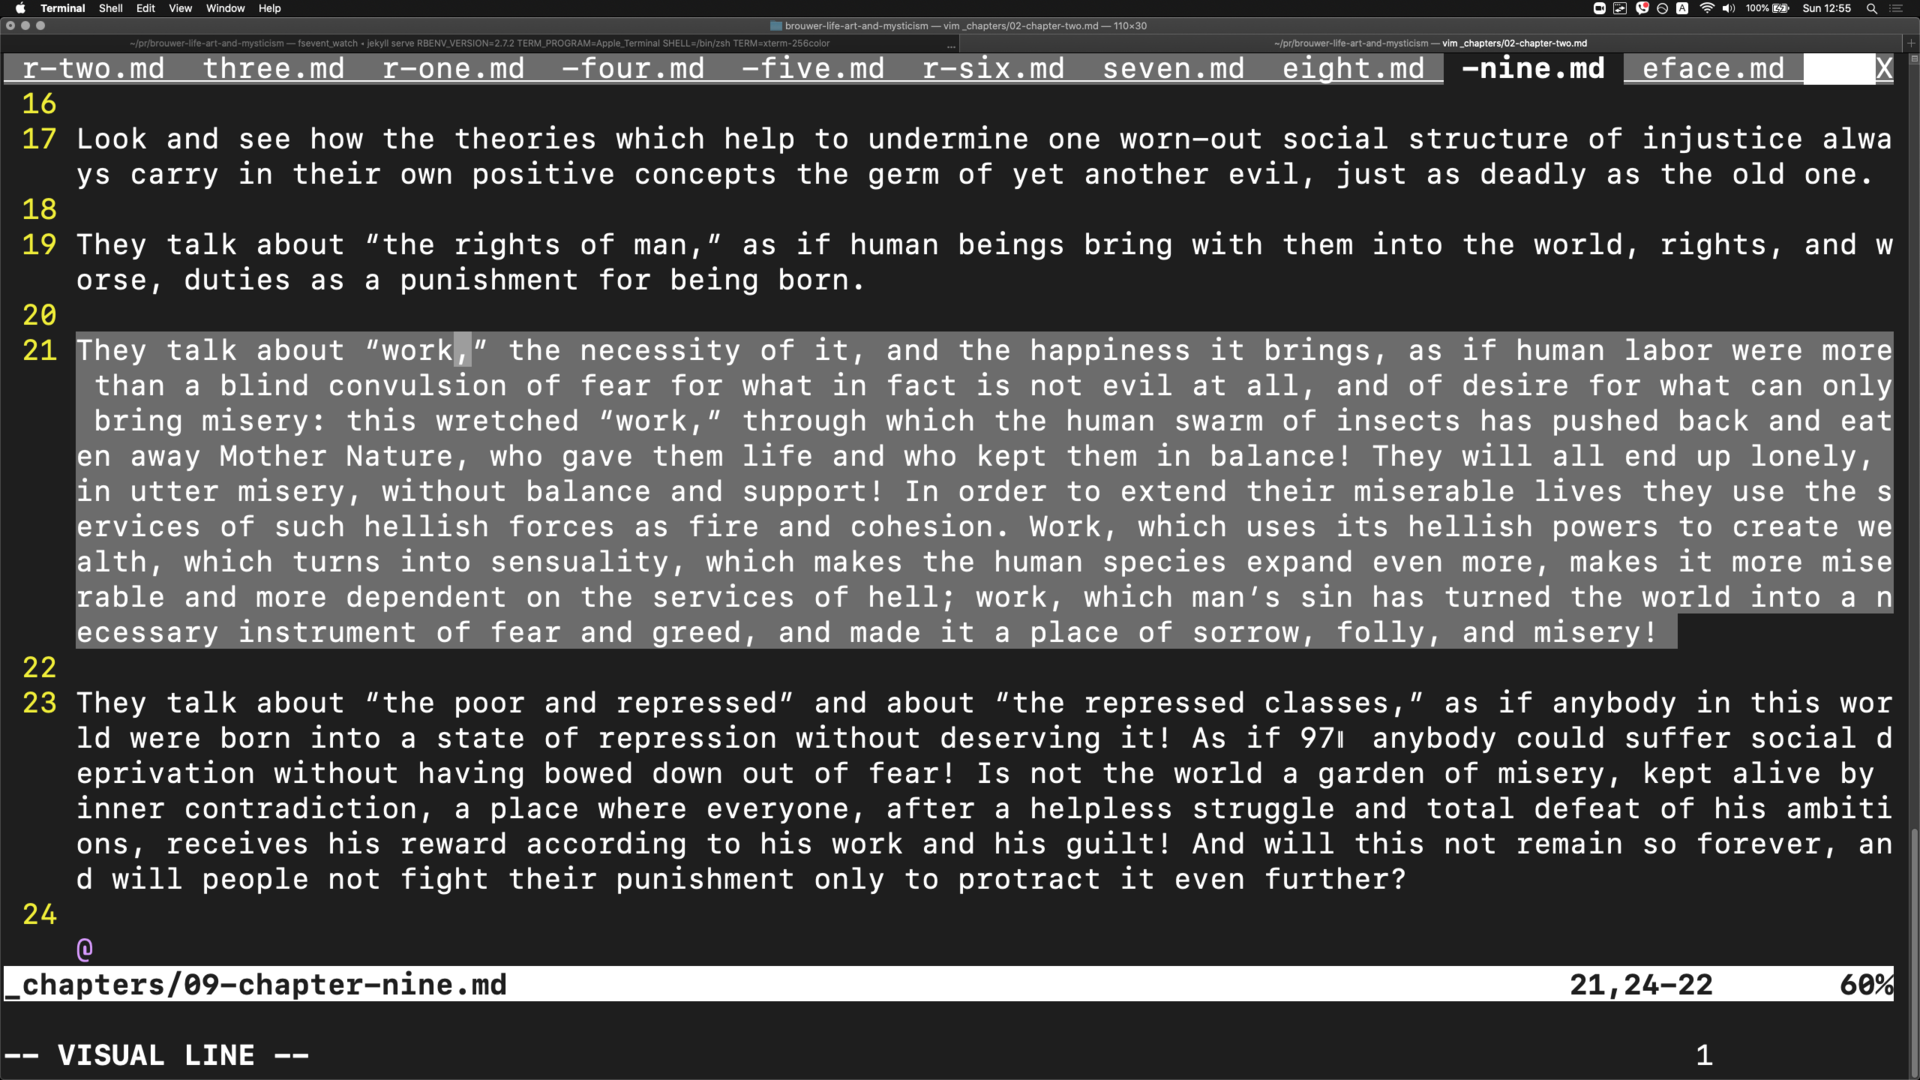 Terminal Shell Edit View Window Help 100% Sun 12:55
brouwer-life-art-and-mysticism — vim _chapters/02-chapter-two.md — 110×30
~/pr/brouwer-life-art-and-mysticism — fsevent_watch • jekyll serve RBENV_VERSION=2.7.2 TERM_PROGRAM=Apple_Terminal SHELL=/bin/zsh TERM=xterm-256color ... ~/pr/brouwer-life-art-and-mysticism — vim _chapters/02-chapter-two.md
r-two.md three.md r-one.md -four.md -five.md r-six.md seven.md eight.md -nine.md eface.md X
16
17 Look and see how the theories which help to undermine one worn-out social structure of injustice alwa
ys carry in their own positive concepts the germ of yet another evil, just as deadly as the old one.
18
19 They talk about “the rights of man,” as if human beings bring with them into the world, rights, and w
orse, duties as a punishment for being born.
20
21 They talk about “work,” the necessity of it, and the happiness it brings, as if human labor were more
than a blind convulsion of fear for what in fact is not evil at all, and of desire for what can only
bring misery: this wretched “work,” through which the human swarm of insects has pushed back and eat
en away Mother Nature, who gave them life and who kept them in balance! They will all end up lonely,
in utter misery, without balance and support! In order to extend their miserable lives they use the s
ervices of such hellish forces as fire and cohesion. Work, which uses its hellish powers to create we
alth, which turns into sensuality, which makes the human species expand even more, makes it more mise
rable and more dependent on the services of hell; work, which man’s sin has turned the world into a n
ecessary instrument of fear and greed, and made it a place of sorrow, folly, and misery!
22
23 They talk about “the poor and repressed” and about “the repressed classes,” as if anybody in this wor
ld were born into a state of repression without deserving it! As if 97 anybody could suffer social d
eprivation without having bowed down out of fear! Is not the world a garden of misery, kept alive by
inner contradiction, a place where everyone, after a helpless struggle and total defeat of his ambiti
ons, receives his reward according to his work and his guilt! And will this not remain so forever, an
d will people not fight their punishment only to protract it even further?
24
@
_chapters/09-chapter-nine.md 21,24-22 60%
-- VISUAL LINE -- 1